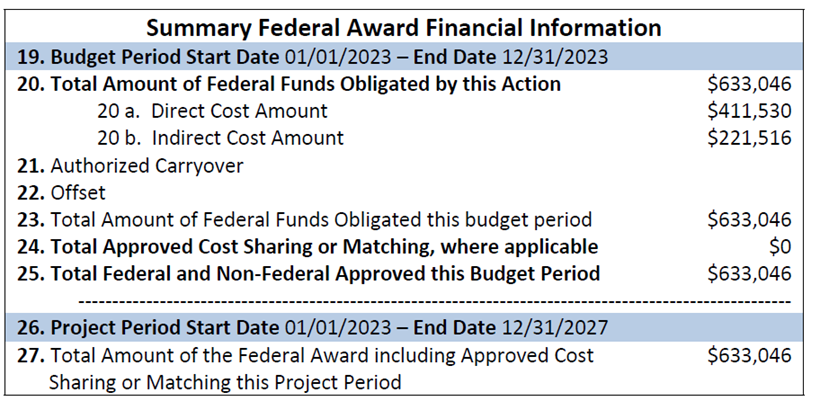 Summary Federal Award Financial Information
19. Budget Period Start Date 01/01/2023 – End Date 12/31/2023
20. Total Amount of Federal Funds Obligated by this Action $633,046
20 a. Direct Cost Amount $411,530
20 b. Indirect Cost Amount $221,516
21. Authorized Carryover
22. Offset
23. Total Amount of Federal Funds Obligated this budget period $633,046
24. Total Approved Cost Sharing or Matching, where applicable $0
25. Total Federal and Non-Federal Approved this Budget Period $633,046
26. Project Period Start Date 01/01/2023 – End Date 12/31/2027
27. Total Amount of the Federal Award including Approved Cost $633,046
Sharing or Matching this Project Period